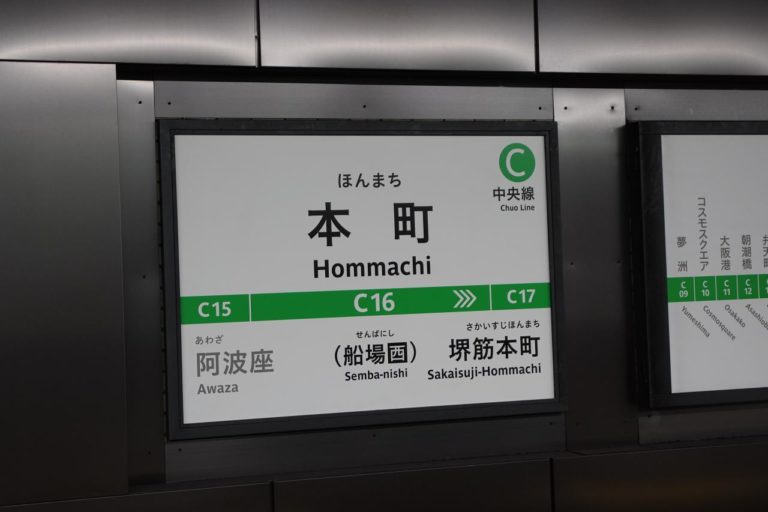 C
中央線
Chuo Line
ほんまち
本町
Hommachi
C15
C16
C17
あわざ
阿波座
Awaza
せんばにし
（船場西）
Semba-nishi
さかいすじほんまち
堺筋本町
Sakaisuji-Hommachi
夢洲
コスモスクエア
大阪港
朝潮橋
C 09
C 10
C 11
C 12
Yumeshima
Cosmosquare
Osakako